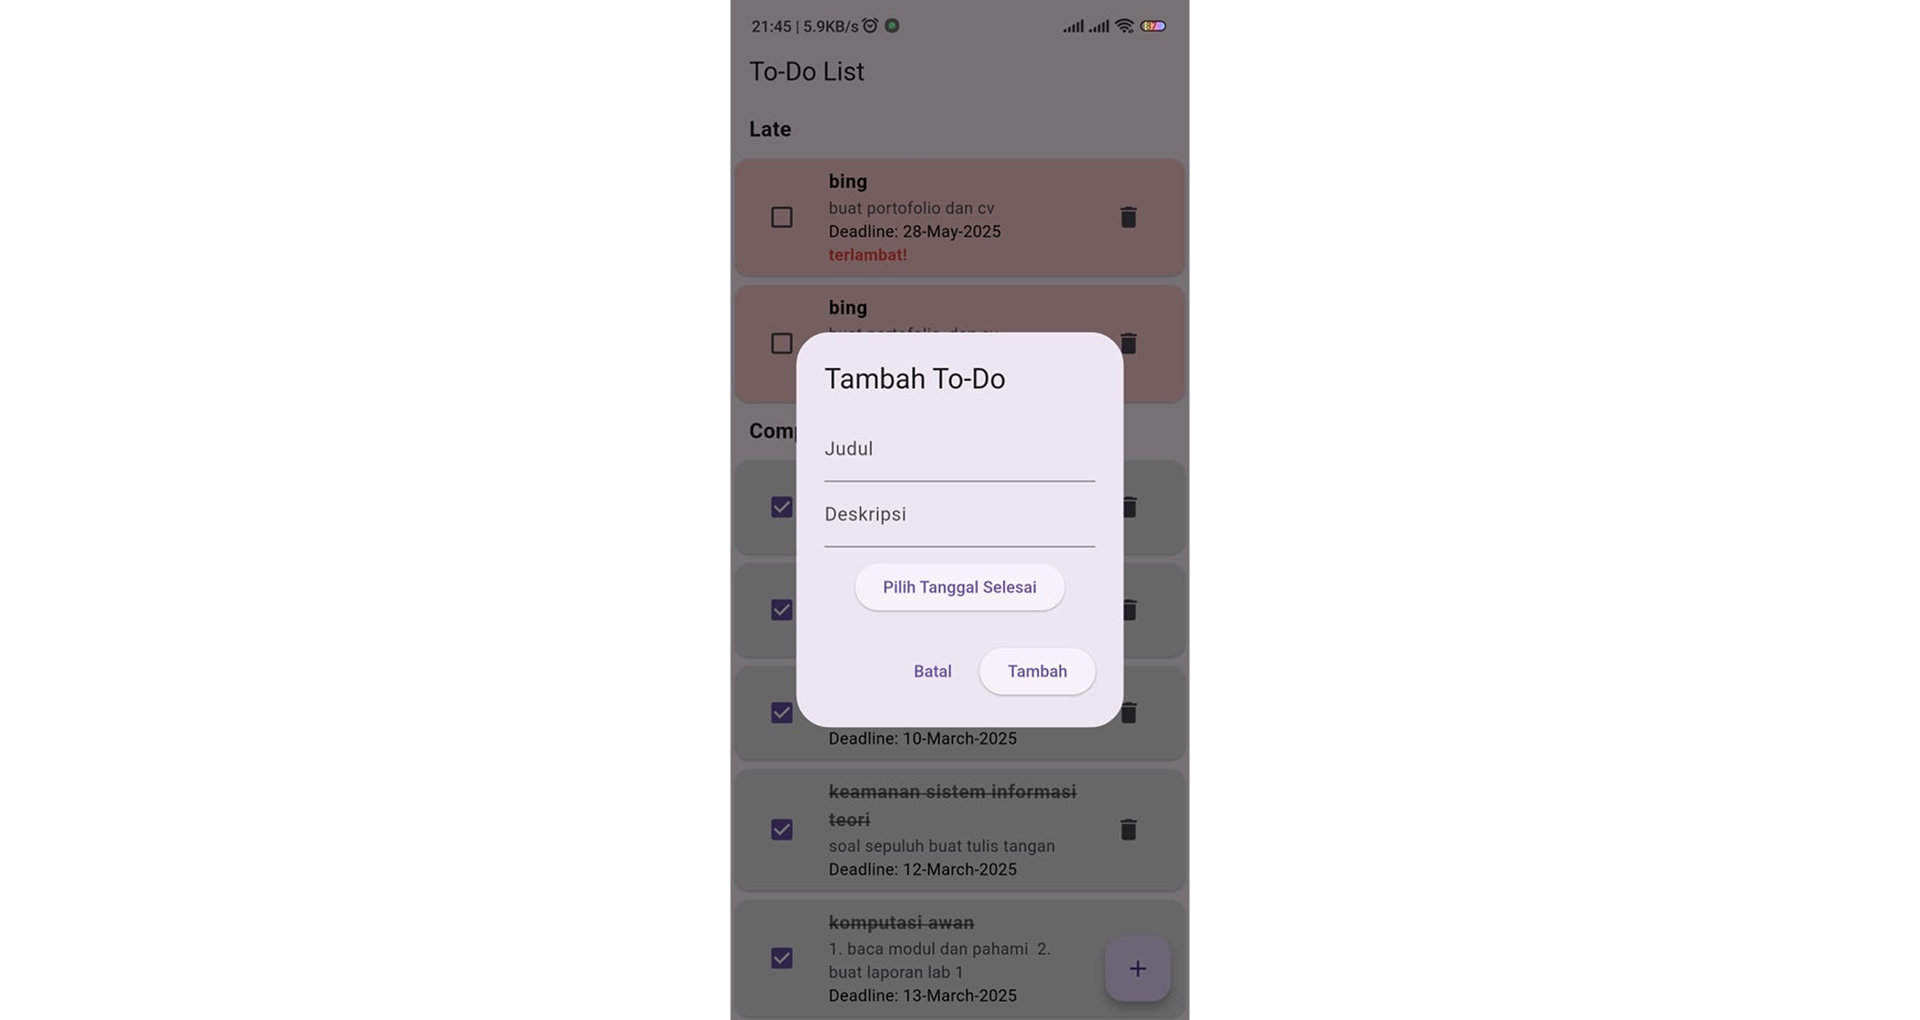 21:45 | 5.9KB/s
87
To-Do List
Late
bing
buat portofolio dan cv
Deadline: 28-May-2025
terlambat!
bing
Tambah To-Do
Judul
Deskripsi
Pilih Tanggal Selesai
Batal
Tambah
Deadline: 10-March-2025
keamanan sistem informasi
teori
soal sepuluh buat tulis tangan
Deadline: 12-March-2025
komputasi awan
1. baca modul dan pahami 2.
buat laporan lab 1
Deadline: 13-March-2025
+